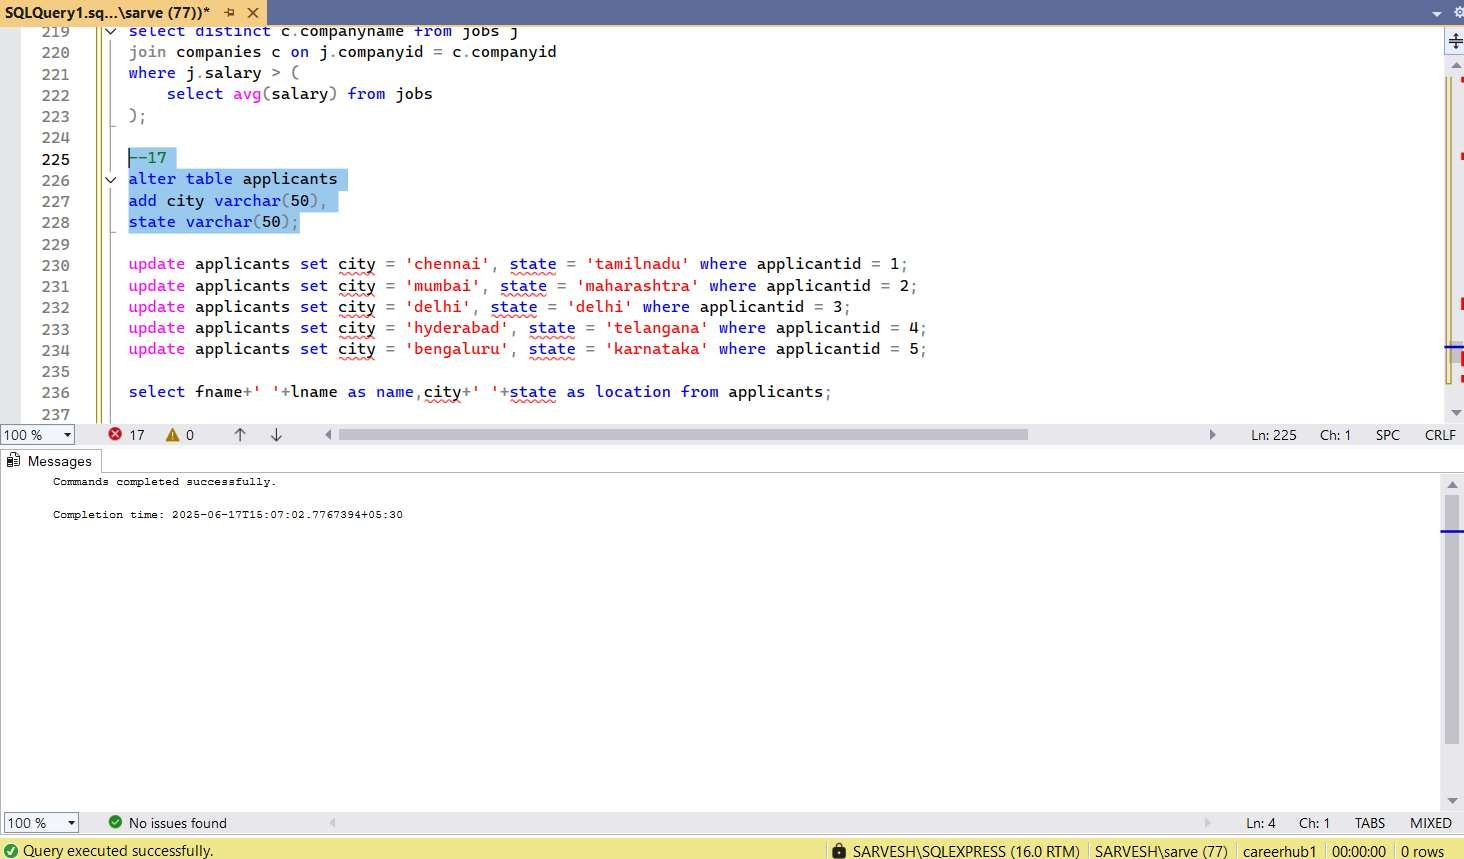 SQLQuery1.sq...\sarve (77))*
219 select distinct c.companyname from jobs j
220 join companies c on j.companyid = c.companyid
221 where j.salary > (
222 select avg(salary) from jobs
223 );
224
225 --17
226 alter table applicants
227 add city varchar(50),
228 state varchar(50);
229
230 update applicants set city = 'chennai', state = 'tamilnadu' where applicantid = 1;
231 update applicants set city = 'mumbai', state = 'maharashtra' where applicantid = 2;
232 update applicants set city = 'delhi', state = 'delhi' where applicantid = 3;
233 update applicants set city = 'hyderabad', state = 'telangana' where applicantid = 4;
234 update applicants set city = 'bengaluru', state = 'karnataka' where applicantid = 5;
235
236 select fname+' '+lname as name,city+' '+state as location from applicants;
237
100 % 17 0 Ln: 225 Ch: 1 SPC CRLF
Messages
Commands completed successfully.
Completion time: 2025-06-17T15:07:02.7767394+05:30
100 % No issues found Ln: 4 Ch: 1 TABS MIXED
Query executed successfully. SARVESH\SQLEXPRESS (16.0 RTM) SARVESH\sarve (77) careerhub1 00:00:00 0 rows